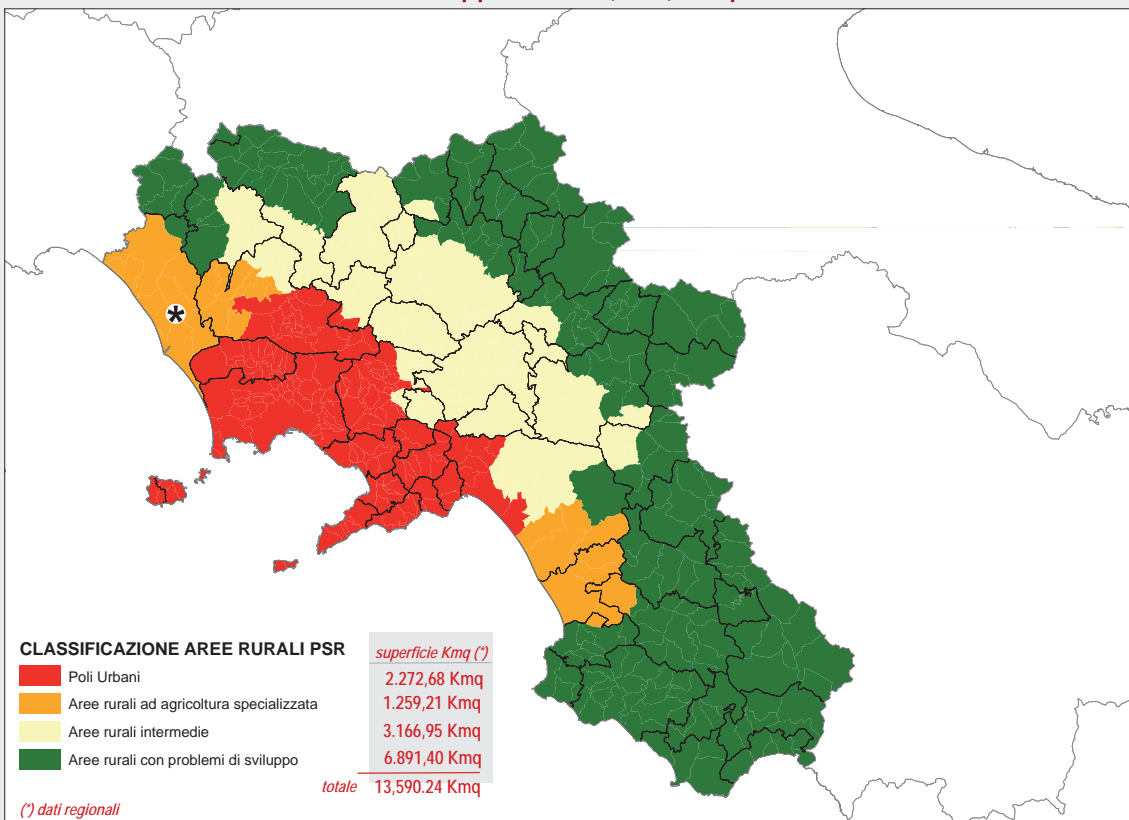 *
CLASSIFICAZIONE AREE RURALI PSR
superficie Kmq (*)
Poli Urbani 2.272,68 Kmq
Aree rurali ad agricoltura specializzata 1.259,21 Kmq
Aree rurali intermedie 3.166,95 Kmq
Aree rurali con problemi di sviluppo 6.891,40 Kmq
totale 13,590.24 Kmq
(*) dati regionali